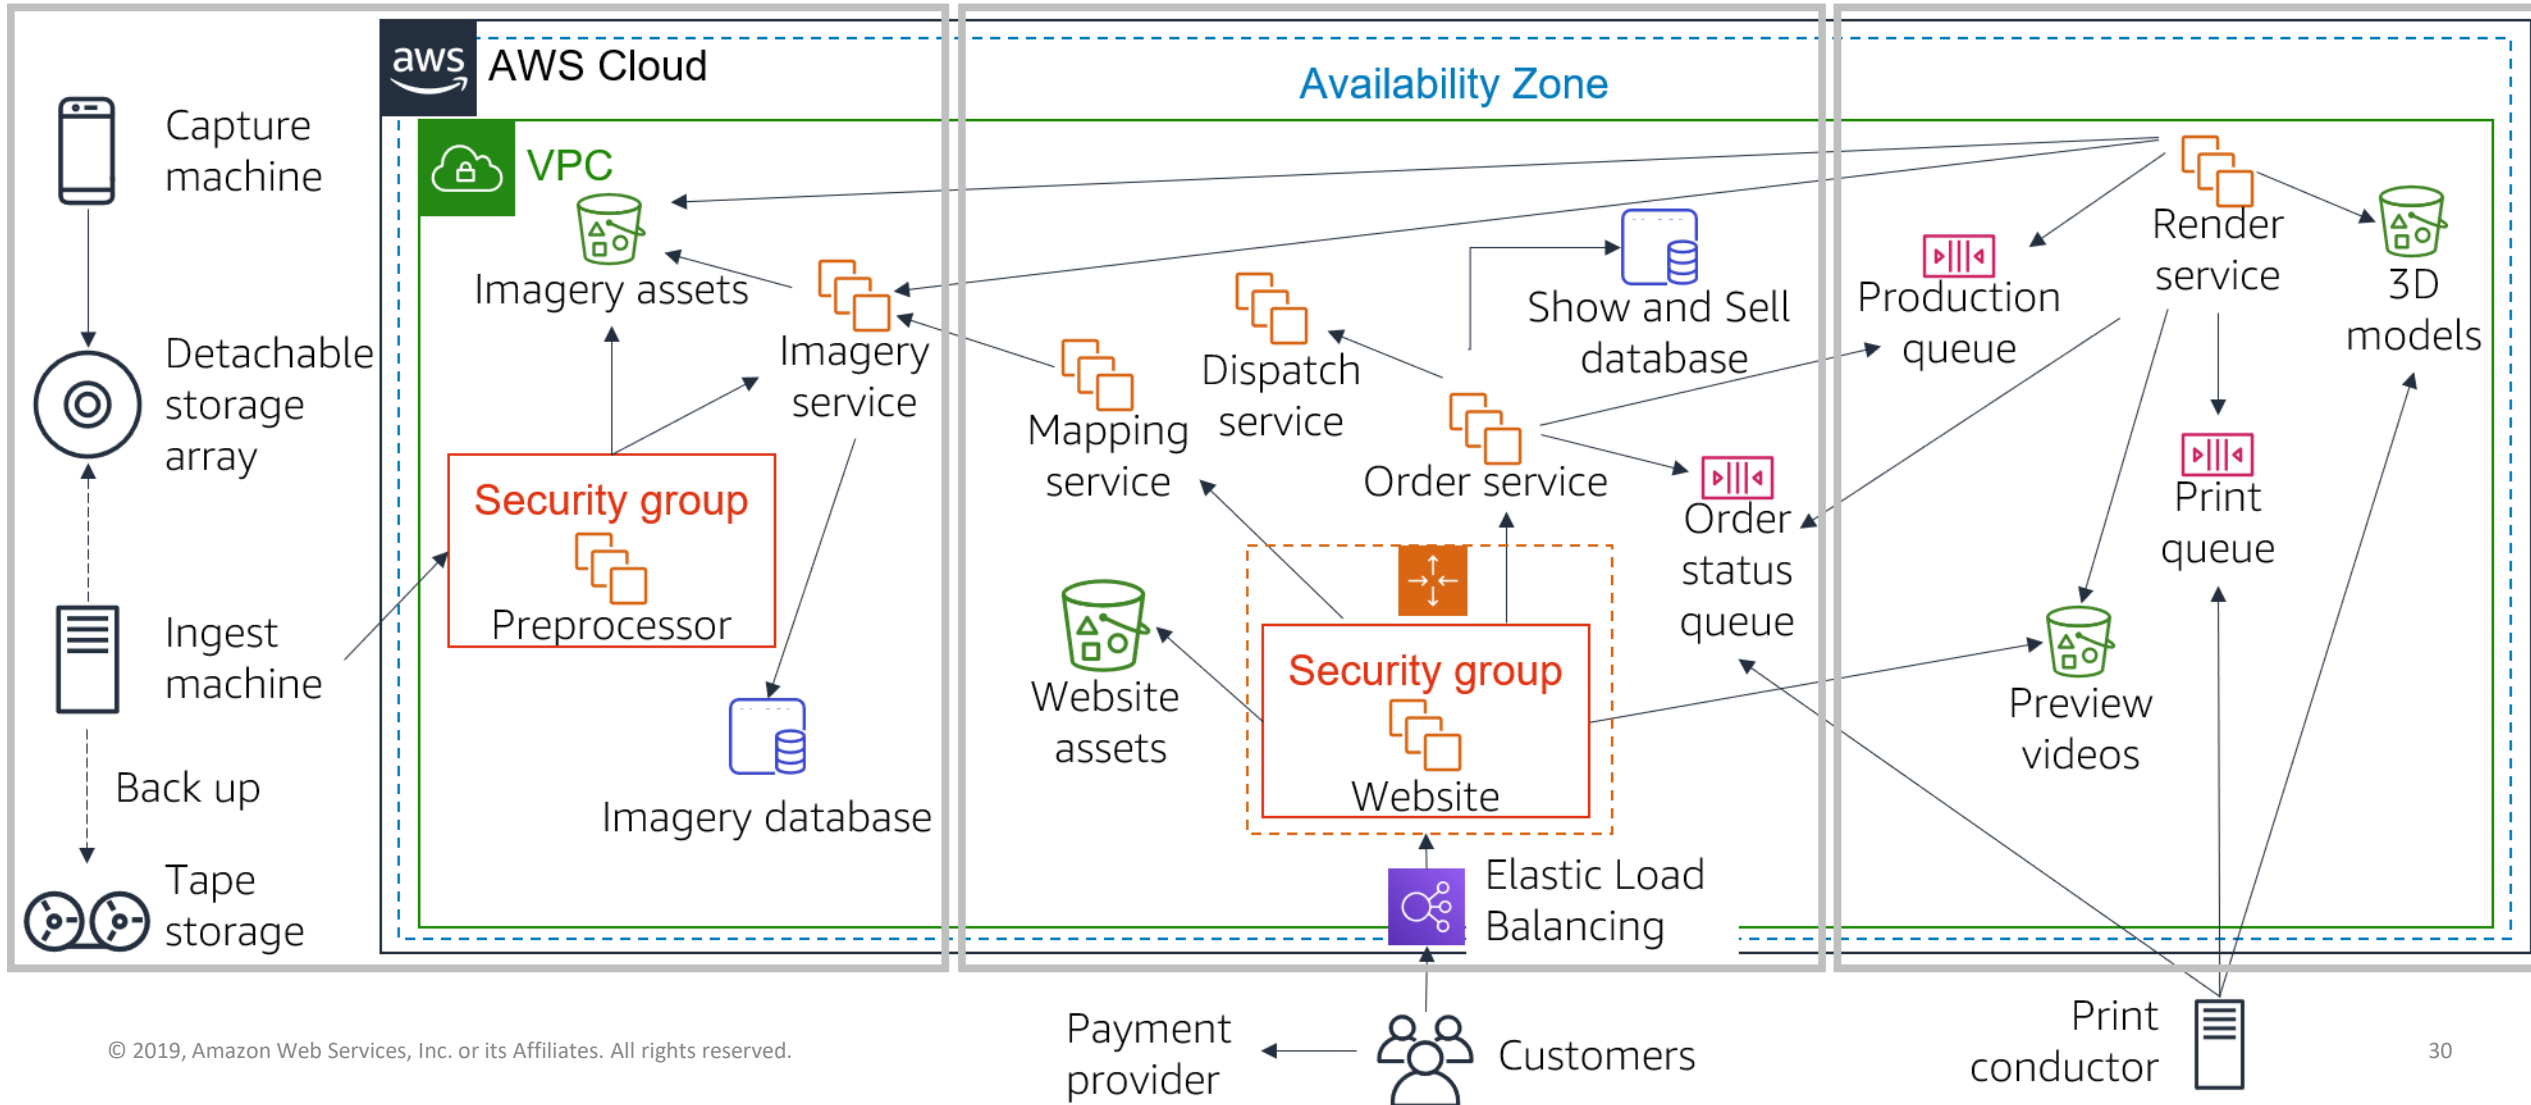 aws
AWS Cloud
Availability Zone
VPC
Capture
machine
Detachable
storage
array
Ingest
machine
Back up
Tape
storage
Imagery assets
Imagery
service
Security group
Preprocessor
Imagery database
Mapping
service
Dispatch
service
Show and Sell
database
Order service
Order
status
queue
Website
assets
Security group
Website
Elastic Load
Balancing
Production
queue
Render
service
3D
models
Print
queue
Preview
videos
Payment
provider
Customers
Print
conductor
© 2019, Amazon Web Services, Inc. or its Affiliates. All rights reserved.
30